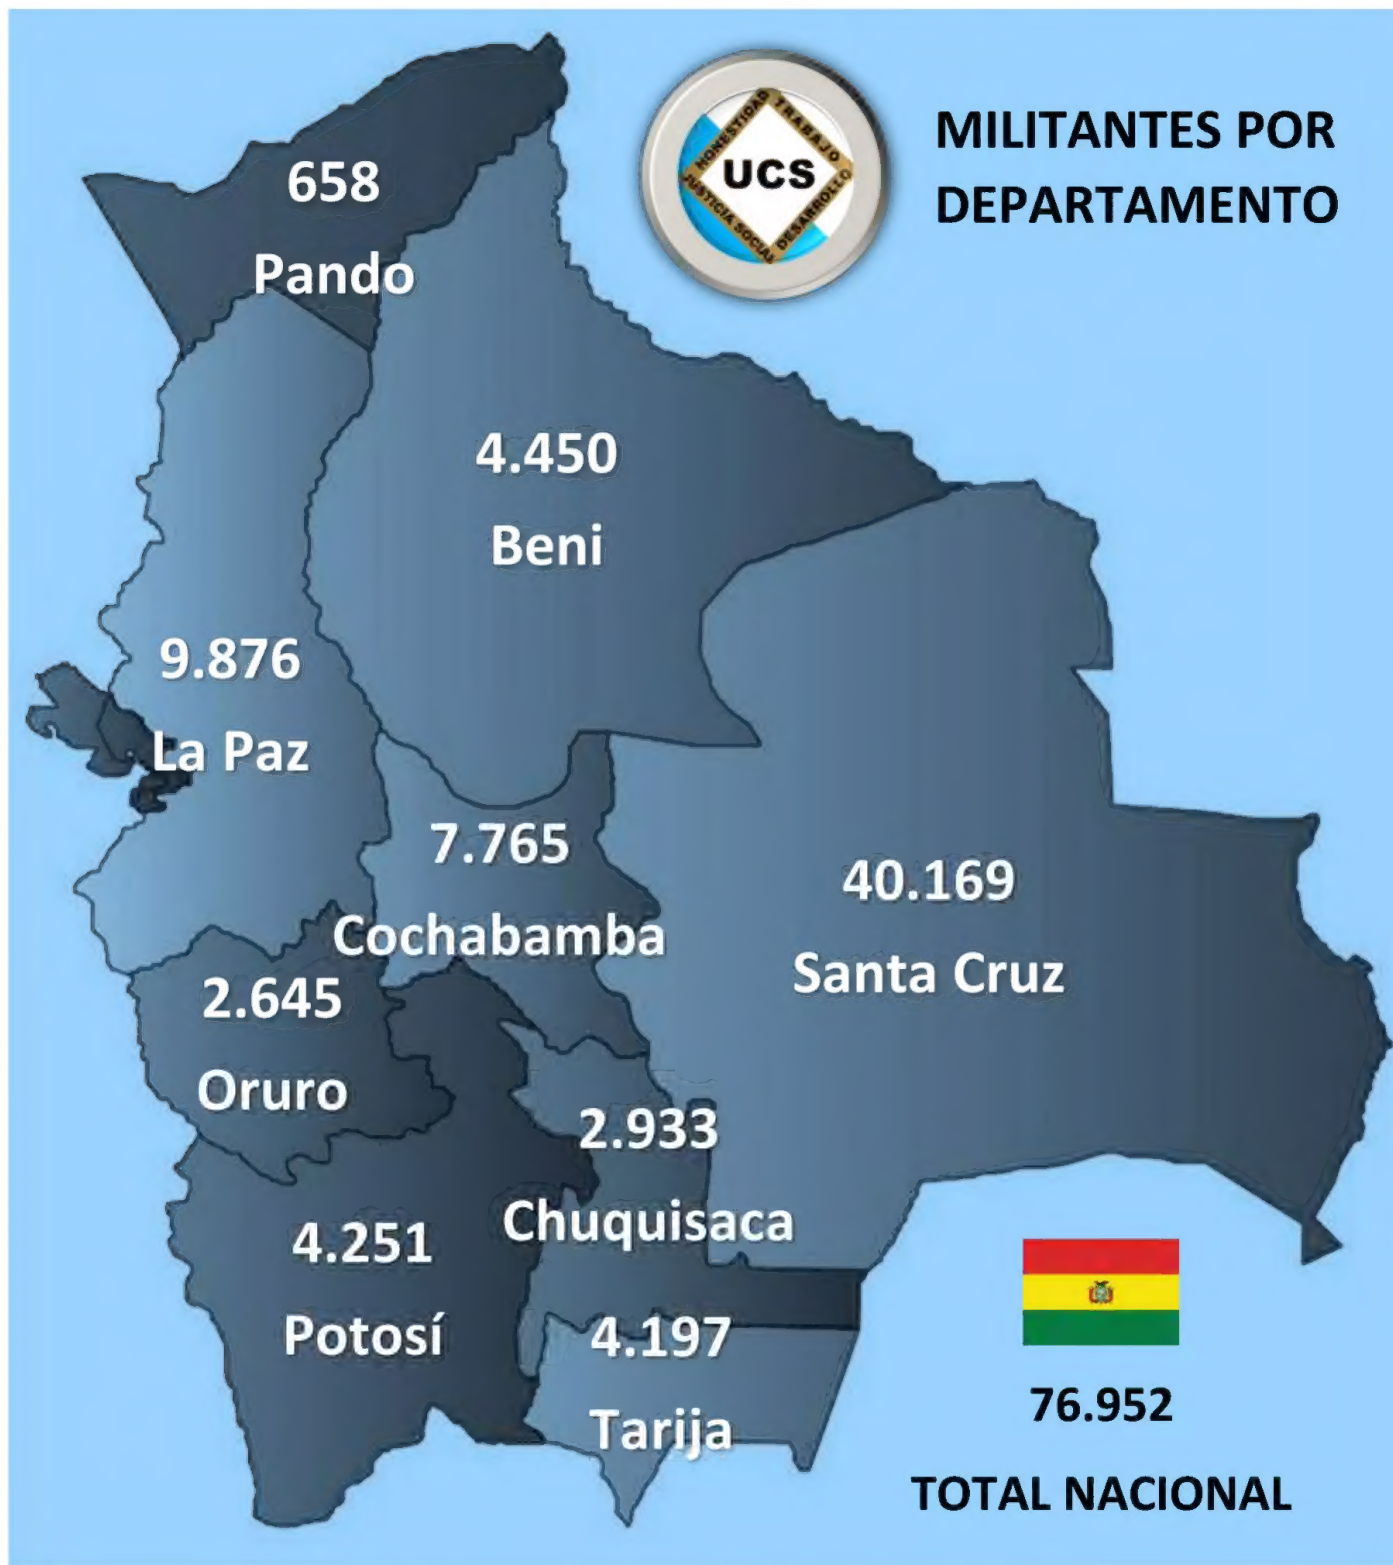 MILITANTES POR
DEPARTAMENTO
HONESTIDAD
TRABAJO
UCS
JUSTICIA SOCIAL
DESARROLLO
658
Pando
4.450
Beni
9.876
La Paz
7.765
Cochabamba
40.169
Santa Cruz
2.645
Oruro
2.933
Chuquisaca
4.251
Potosí
4.197
Tarija
76.952
TOTAL NACIONAL